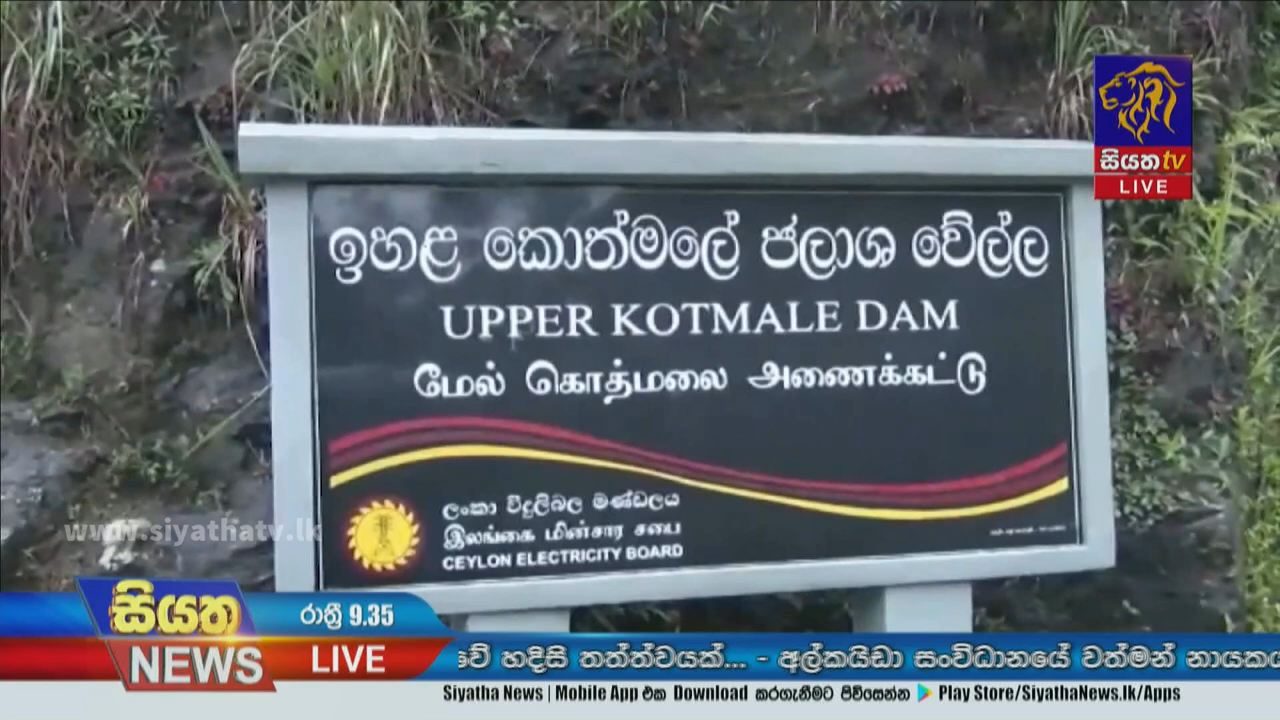 සියත tv
LIVE
ඉහළ කොත්මලේ ජලාශ වේල්ල
UPPER KOTMALE DAM
மேல் கொத்மலை அணைக்கட்டு
ලංකා විදුලිබල මණ්ඩලය
இலங்கை மின்சார சபை
CEYLON ELECTRICITY BOARD
www.siyathatv.lk
සියත
NEWS
රාත්‍රී 9.35
LIVE
වේ හදිසි තත්ත්වයක්... - අල්කයිඩා සංවිධානයේ වත්මන් නායකය
Siyatha News | Mobile App එක Download කරගැනීමට පිවිසෙන්න Play Store/SiyathaNews.lk/Apps